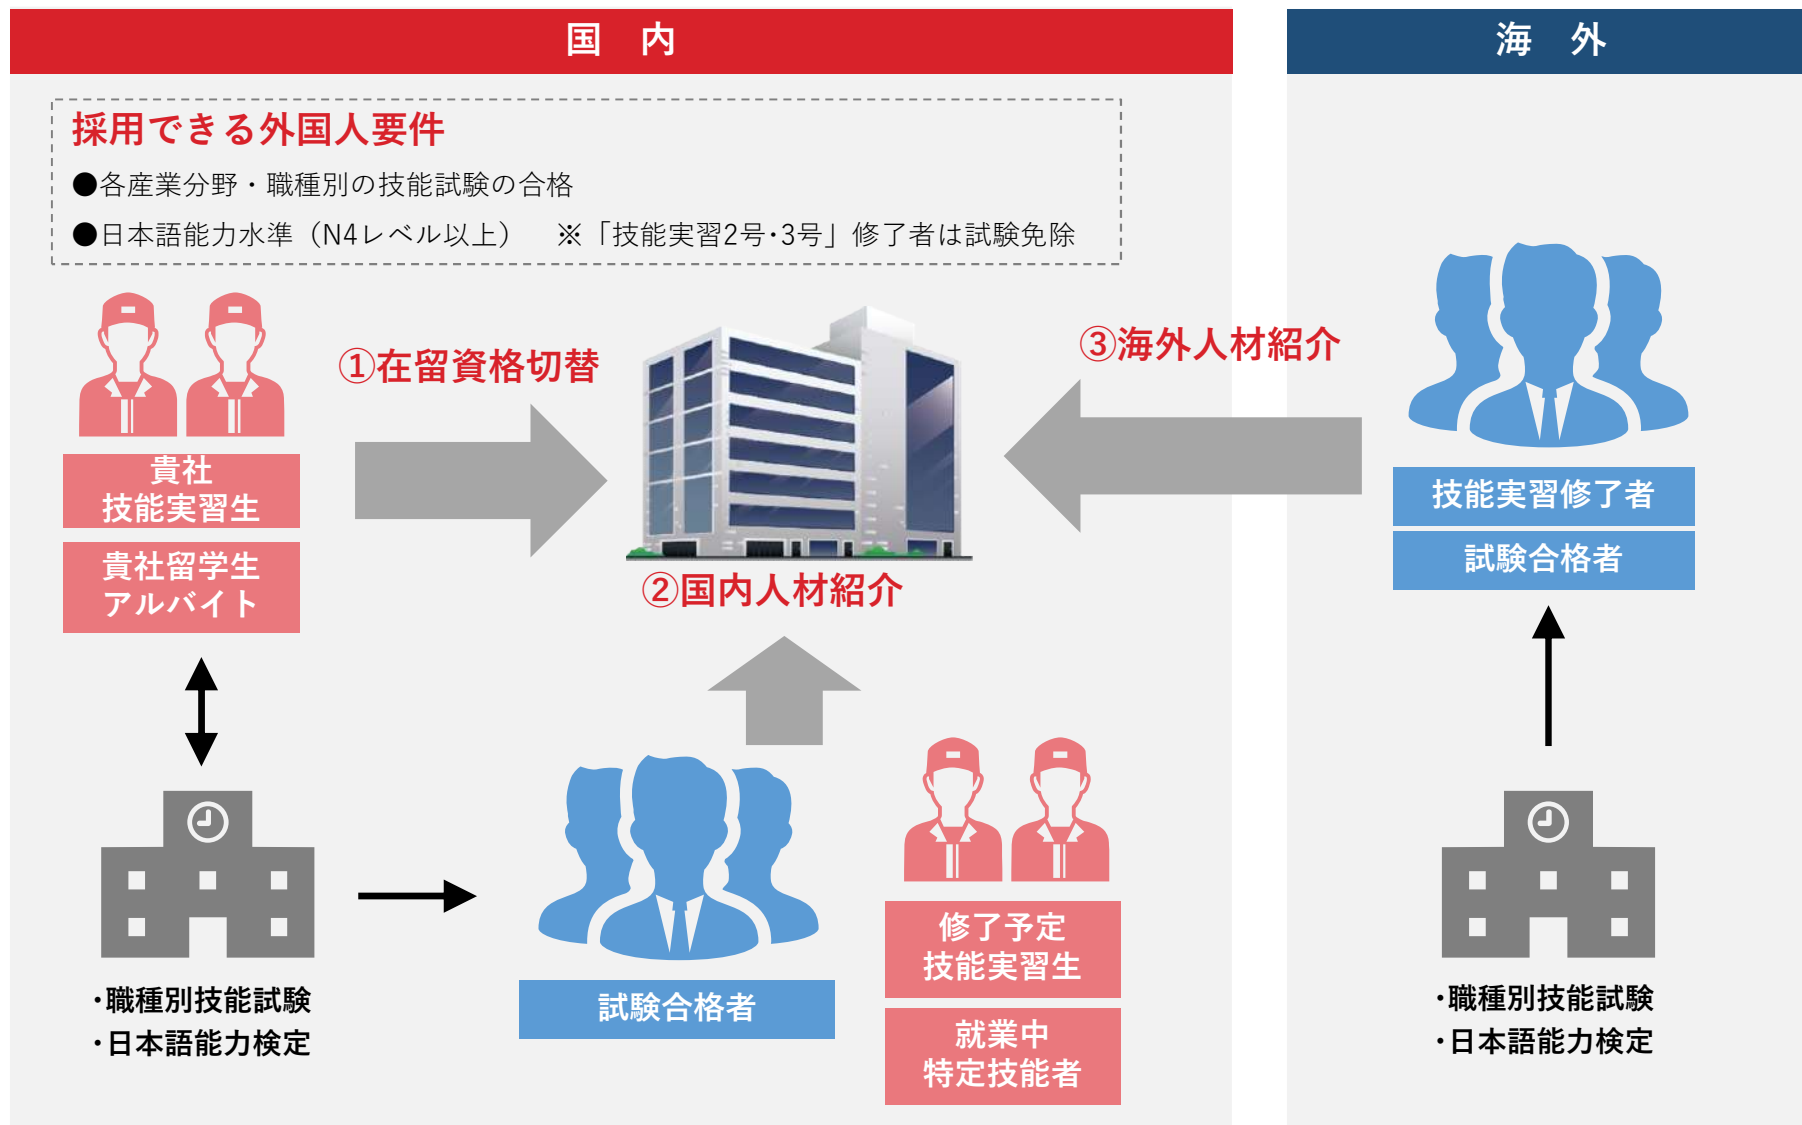 国　内
海　外
採用できる外国人要件
●各産業分野・職種別の技能試験の合格
●日本語能力水準（N4レベル以上）　※「技能実習2号･3号」修了者は試験免除
①在留資格切替
③海外人材紹介
貴社
技能実習生
貴社留学生
アルバイト
②国内人材紹介
技能実習修了者
試験合格者
・職種別技能試験
・日本語能力検定
試験合格者
修了予定
技能実習生
就業中
特定技能者
・職種別技能試験
・日本語能力検定